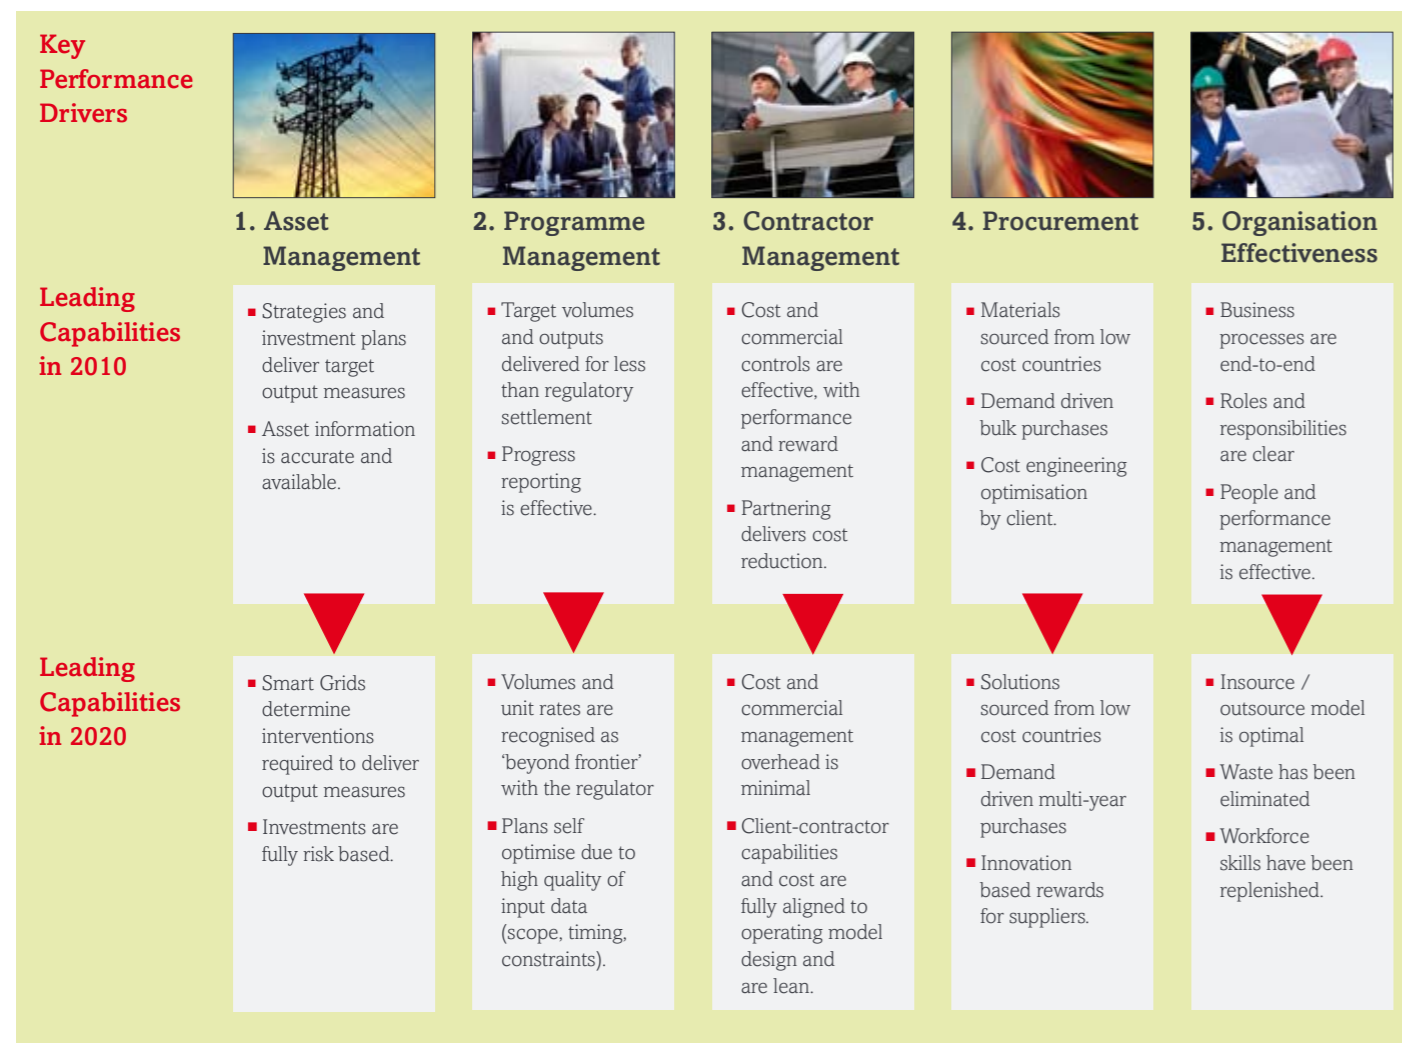 Key
Performance
Drivers
1. Asset
Management
2. Programme
Management
3. Contractor
Management
4. Procurement
5. Organisation
Effectiveness
Leading
Capabilities
in 2010
▪ Strategies and
investment plans
deliver target
output measures
▪ Asset information
is accurate and
available.
▪ Target volumes
and outputs
delivered for less
than regulatory
settlement
▪ Progress
reporting
is effective.
▪ Cost and
commercial
controls are
effective, with
performance
and reward
management
▪ Partnering
delivers cost
reduction.
▪ Materials
sourced from low
cost countries
▪ Demand driven
bulk purchases
▪ Cost engineering
optimisation
by client.
▪ Business
processes are
end-to-end
▪ Roles and
responsibilities
are clear
▪ People and
performance
management
is effective.
Leading
Capabilities
in 2020
▪ Smart Grids
determine
interventions
required to deliver
output measures
▪ Investments are
fully risk based.
▪ Volumes and
unit rates are
recognised as
‘beyond frontier’
with the regulator
▪ Plans self
optimise due to
high quality of
input data
(scope, timing,
constraints).
▪ Cost and
commercial
management
overhead is
minimal
▪ Client-contractor
capabilities
and cost are
fully aligned to
operating model
design and
are lean.
▪ Solutions
sourced from low
cost countries
▪ Demand
driven multi-year
purchases
▪ Innovation
based rewards
for suppliers.
▪ Insource /
outsource model
is optimal
▪ Waste has been
eliminated
▪ Workforce
skills have been
replenished.